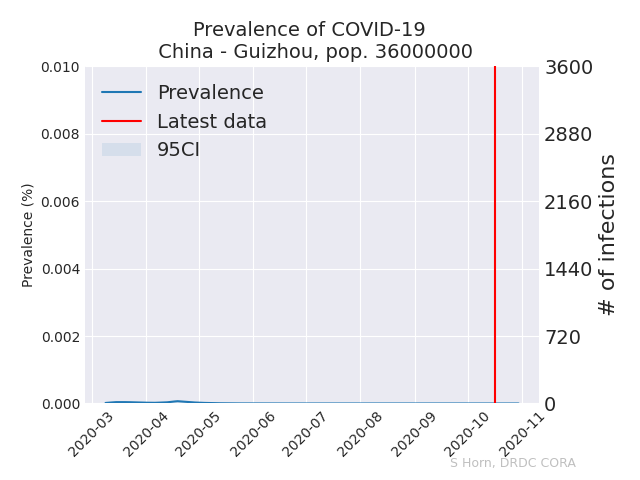 Prevalence of COVID-19
China - Guizhou, pop. 36000000
Prevalence
Latest data
95CI
Prevalence (%)
0.010
0.008
0.006
0.004
0.002
0.000
3600
2880
2160
1440
720
0
# of infections
2020-03
2020-04
2020-05
2020-06
2020-07
2020-08
2020-09
2020-10
2020-11
S Horn, DRDC CORA